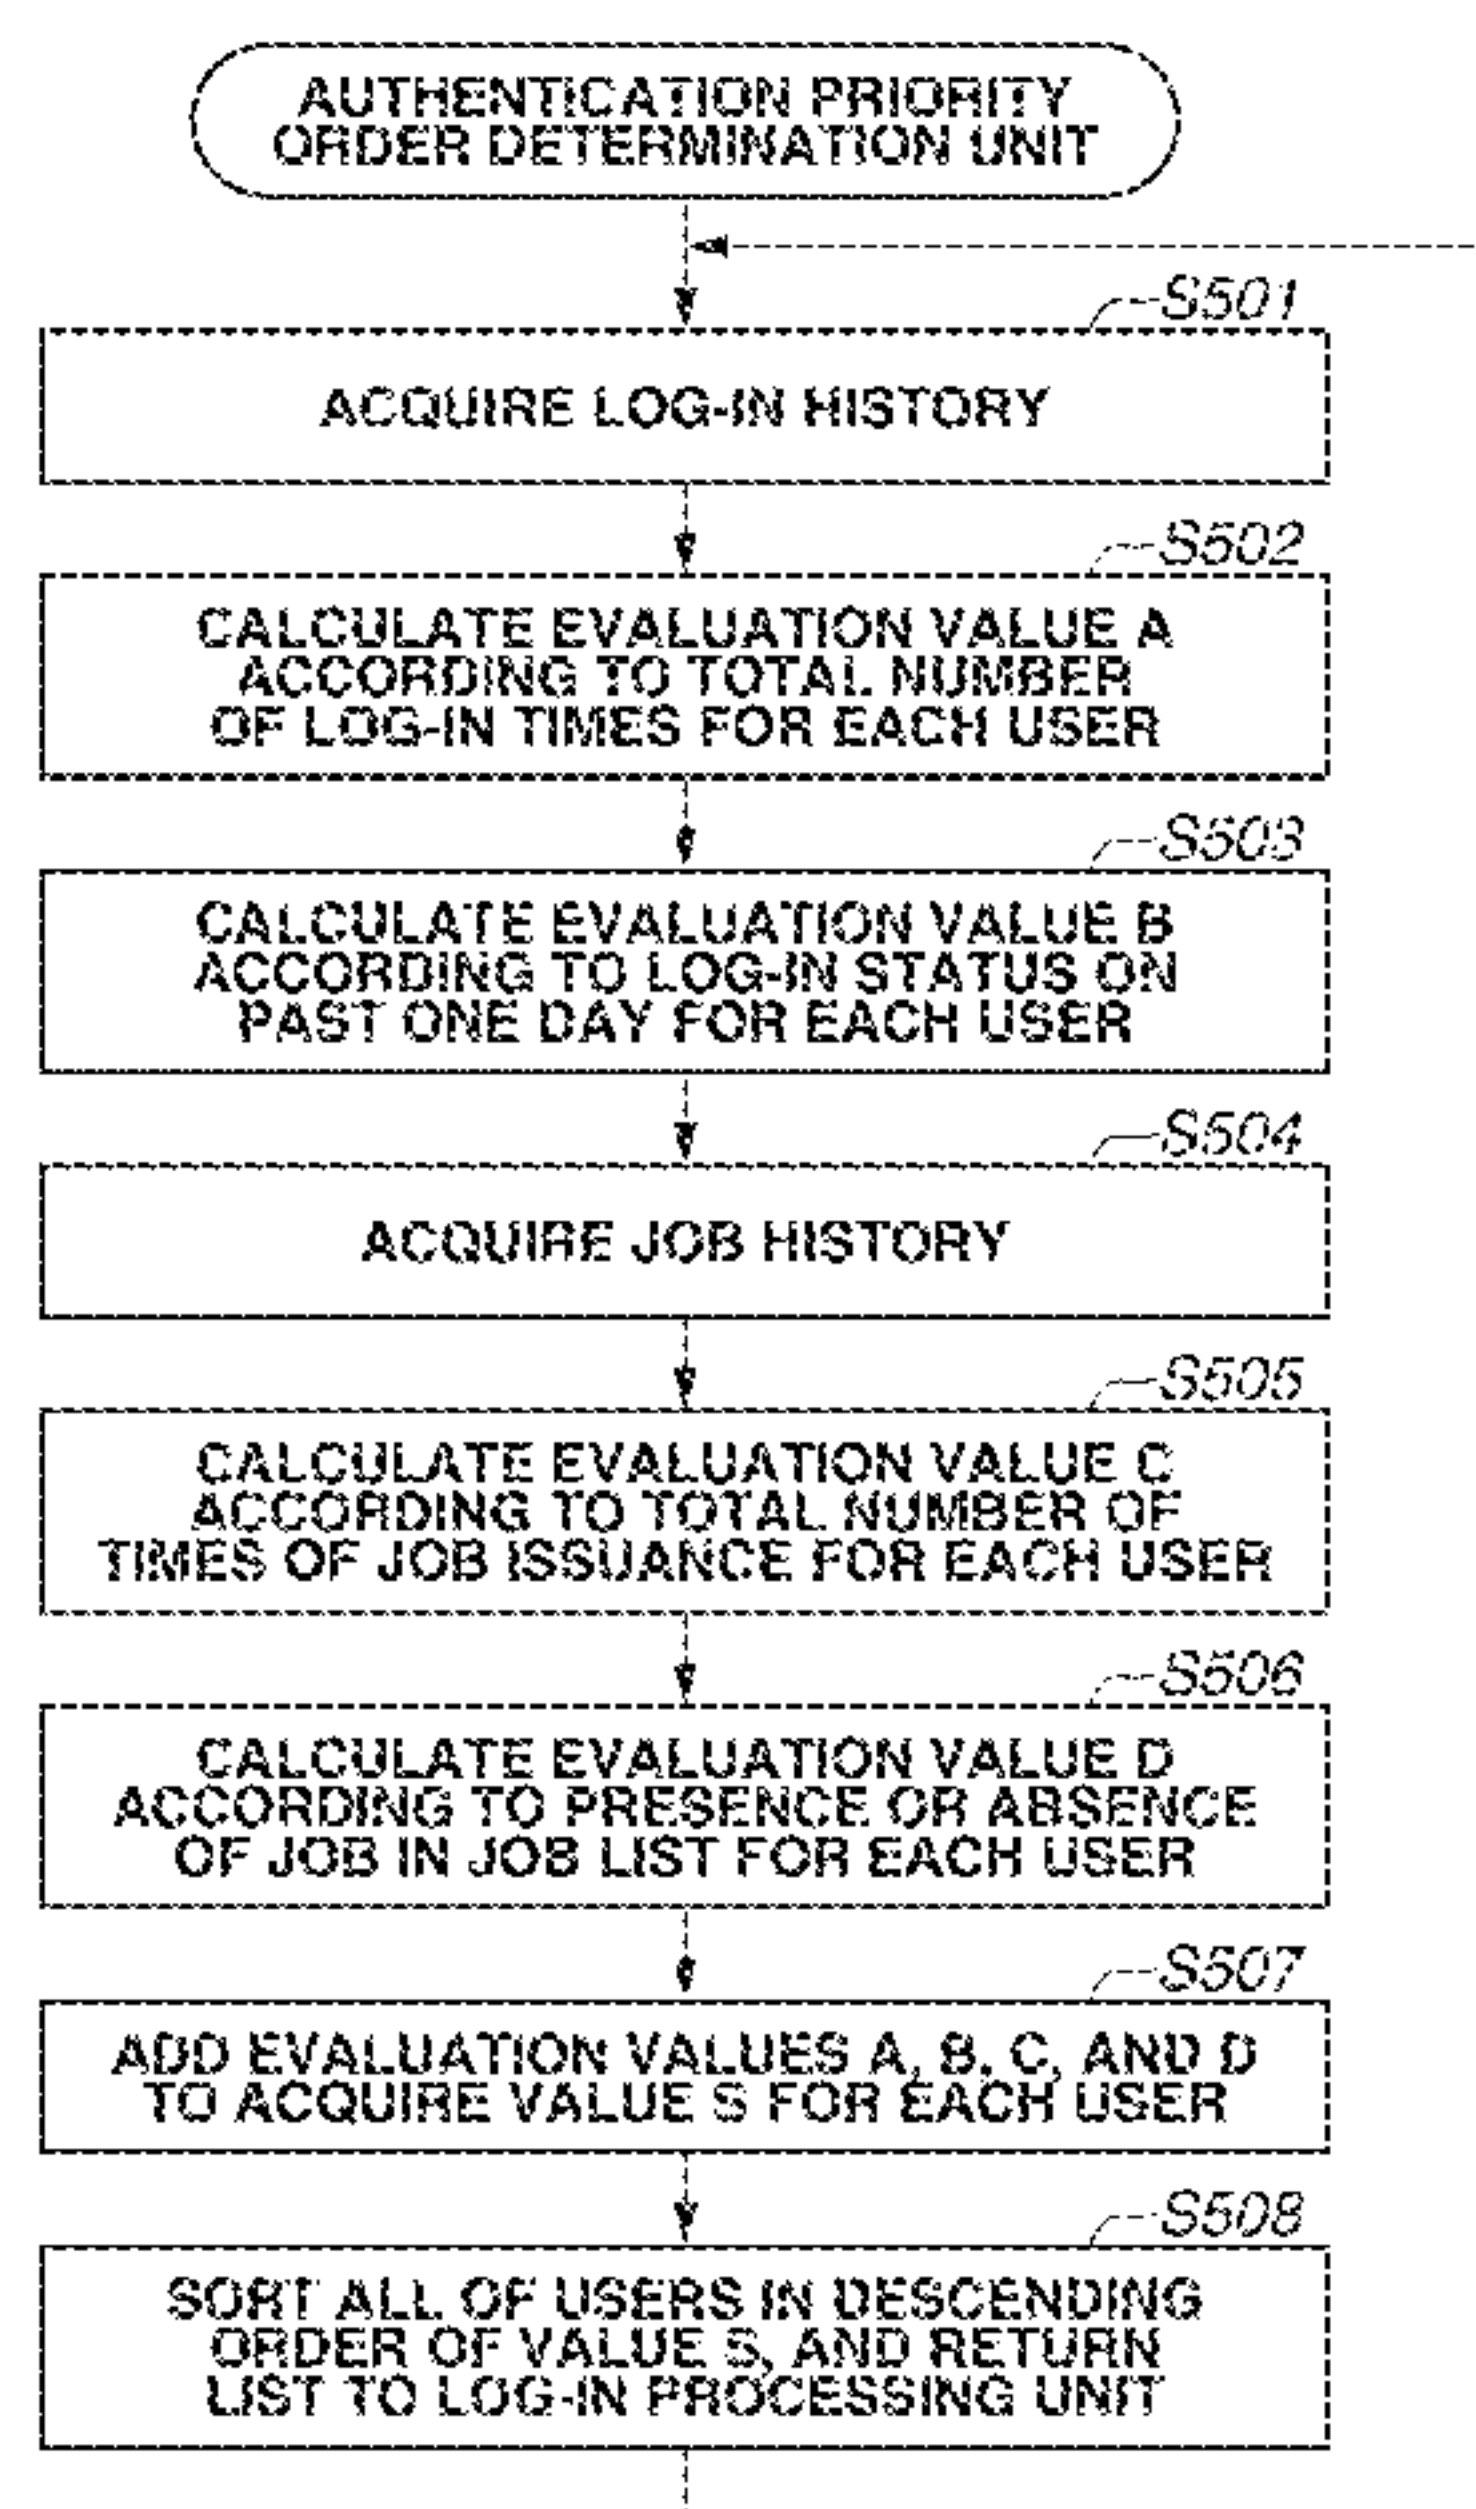 AUTHENTICATION PRIORITY
ORDER DETERMINATION UNIT
S501
ACQUIRE LOG-IN HISTORY
S502
CALCULATE EVALUATION VALUE A
ACCORDING TO TOTAL NUMBER
OF LOG-IN TIMES FOR EACH USER
S503
CALCULATE EVALUATION VALUE B
ACCORDING TO LOG-IN STATUS ON
PAST ONE DAY FOR EACH USER
S504
ACQUIRE JOB HISTORY
S505
CALCULATE EVALUATION VALUE C
ACCORDING TO TOTAL NUMBER OF
TIMES OF JOB ISSUANCE FOR EACH USER
S506
CALCULATE EVALUATION VALUE D
ACCORDING TO PRESENCE OR ABSENCE
OF JOB IN JOB LIST FOR EACH USER
S507
ADD EVALUATION VALUES A, B, C, AND D
TO ACQUIRE VALUE S FOR EACH USER
S508
SORT ALL OF USERS IN DESCENDING
ORDER OF VALUE S, AND RETURN
LIST TO LOG-IN PROCESSING UNIT